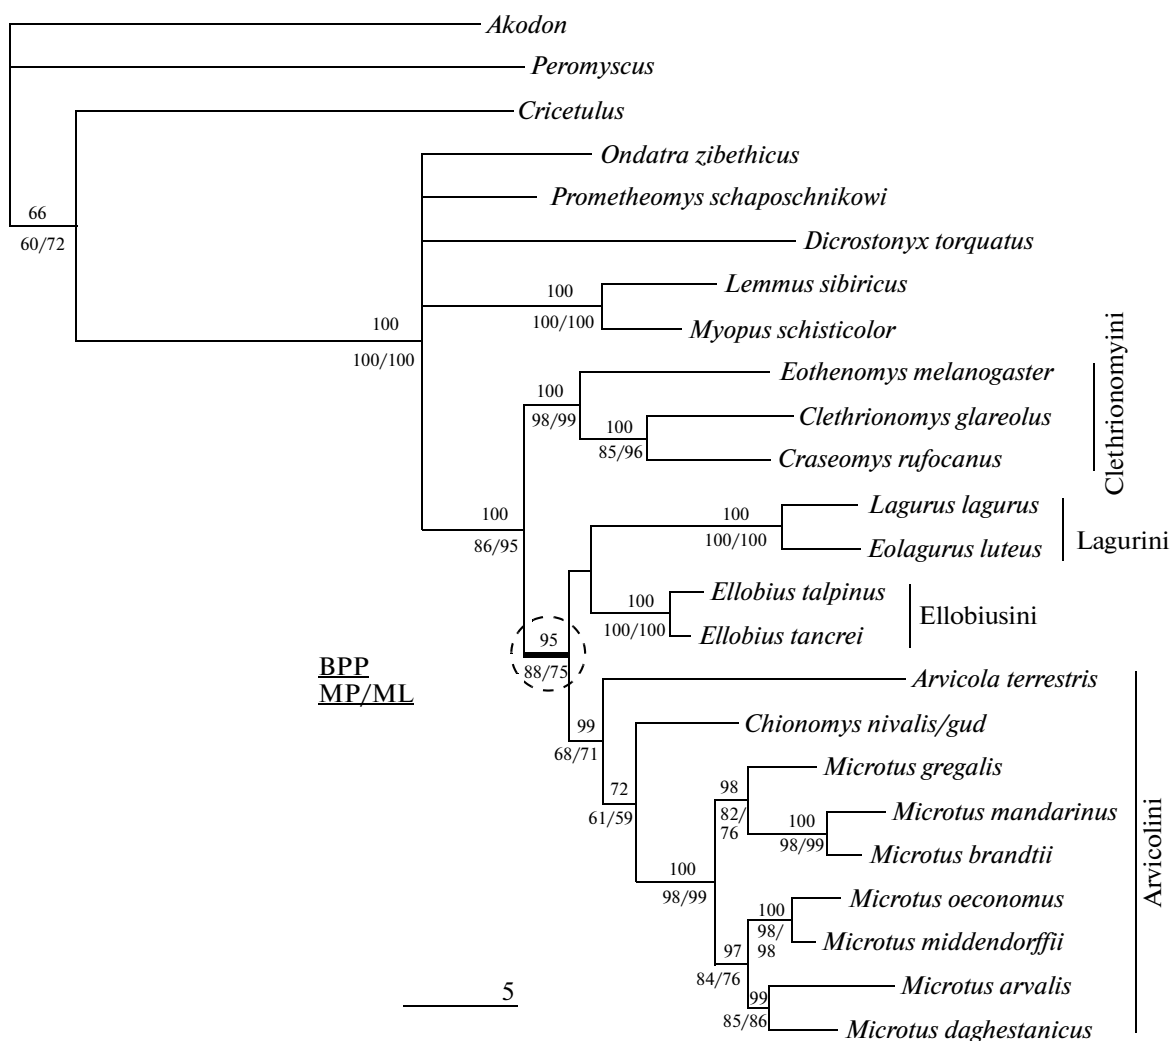 Akodon
Peromyscus
Cricetulus
Ondatra zibethicus
Prometheomys schaposchnikowi
66
60/72
Dicrostonyx torquatus
Lemmus sibiricus
100
100/100
Myopus schisticolor
100
100/100
Eothenomys melanogaster
100
98/99
Clethrionomys glareolus
100
85/96
Craseomys rufocanus
Clethrionomyini
Lagurus lagurus
100
100/100
Eolagurus luteus
Lagurini
100
86/95
Ellobius talpinus
100
100/100
Ellobius tancrei
Ellobiusini
95
88/75
BPP
MP/ML
Arvicola terrestris
99
68/71
Chionomys nivalis/gud
Microtus gregalis
72
61/59
98
82/
76
Microtus mandarinus
100
98/99
Microtus brandtii
100
98/99
Microtus oeconomus
100
98/
98
Microtus middendorffii
97
84/76
Microtus arvalis
99
85/86
Microtus daghestanicus
Arvicolini
5